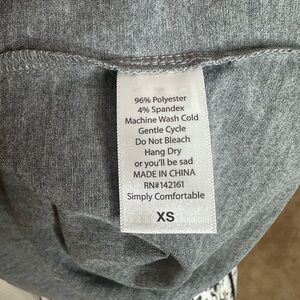 96% Polyester
4% Spandex
Machine Wash Cold
Gentle Cycle
Do Not Bleach
Hang Dry
or you'll be sad
MADE IN CHINA
RN#142161
Simply Comfortable
XS